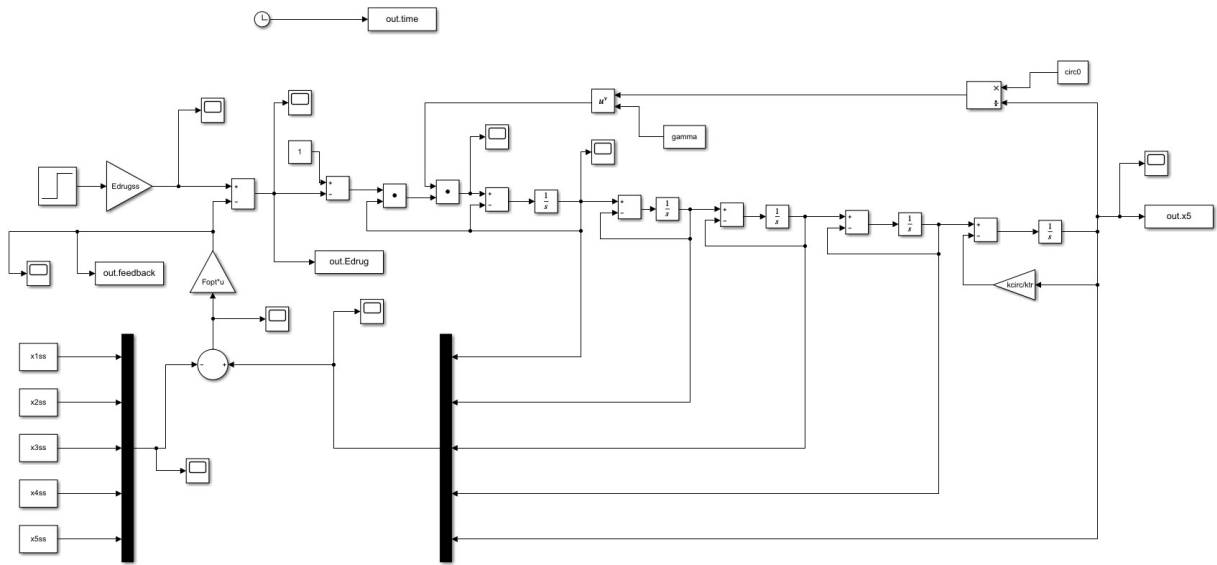 out.time
circ0
×
÷
uᵛ
gamma
1
Edrugss
+
−
+
−
+
−
1
s
+
−
1
s
+
−
1
s
+
−
1
s
+
−
1
s
out.x5
out.feedback
out.Edrug
Fopt*u
kcirc/ktr
−
+
x1ss
x2ss
x3ss
x4ss
x5ss